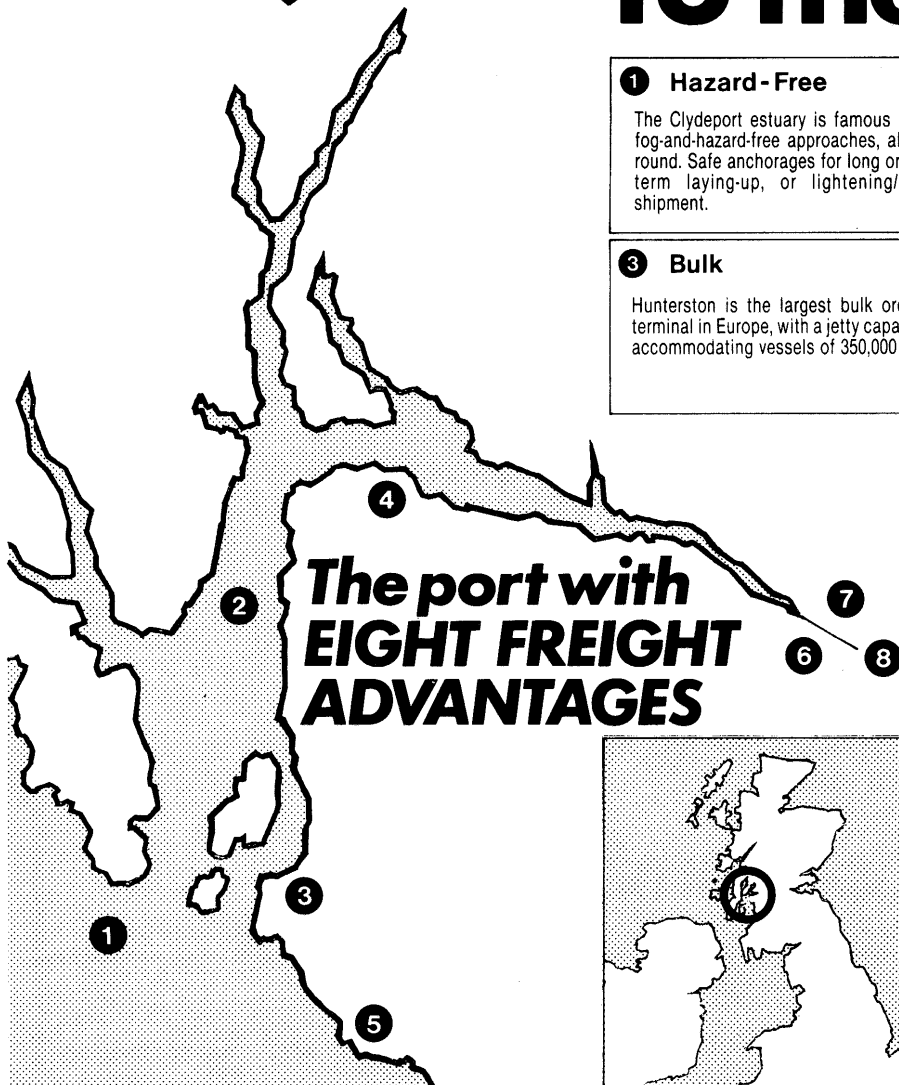 1 Hazard-Free
The Clydeport estuary is famous
fog-and-hazard-free approaches,
round. Safe anchorages for long or
term laying-up, or lightening/
shipment.
3 Bulk
Hunterston is the largest bulk
terminal in Europe, with a jetty
accommodating vessels of 350,000
4
The port with
EIGHT FREIGHT
ADVANTAGES
2
7
6
8
3
1
5